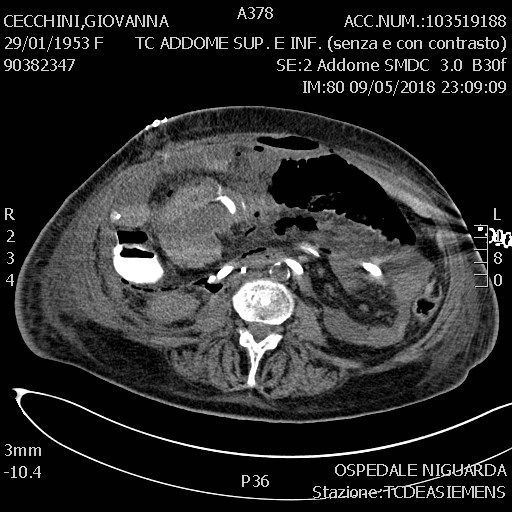 CECCHINI,GIOVANNA
A378
ACC.NUM.:103519188
29/01/1953 F
TC ADDOME SUP. E INF. (senza e con contrasto)
90382347
SE:2 Addome SMDC 3.0 B30f
IM:80 09/05/2018 23:09:09
R
2
3
4
L
8
0
3mm
-10.4
P36
OSPEDALE NIGUARDA
Stazione:TCDEASIEMENS